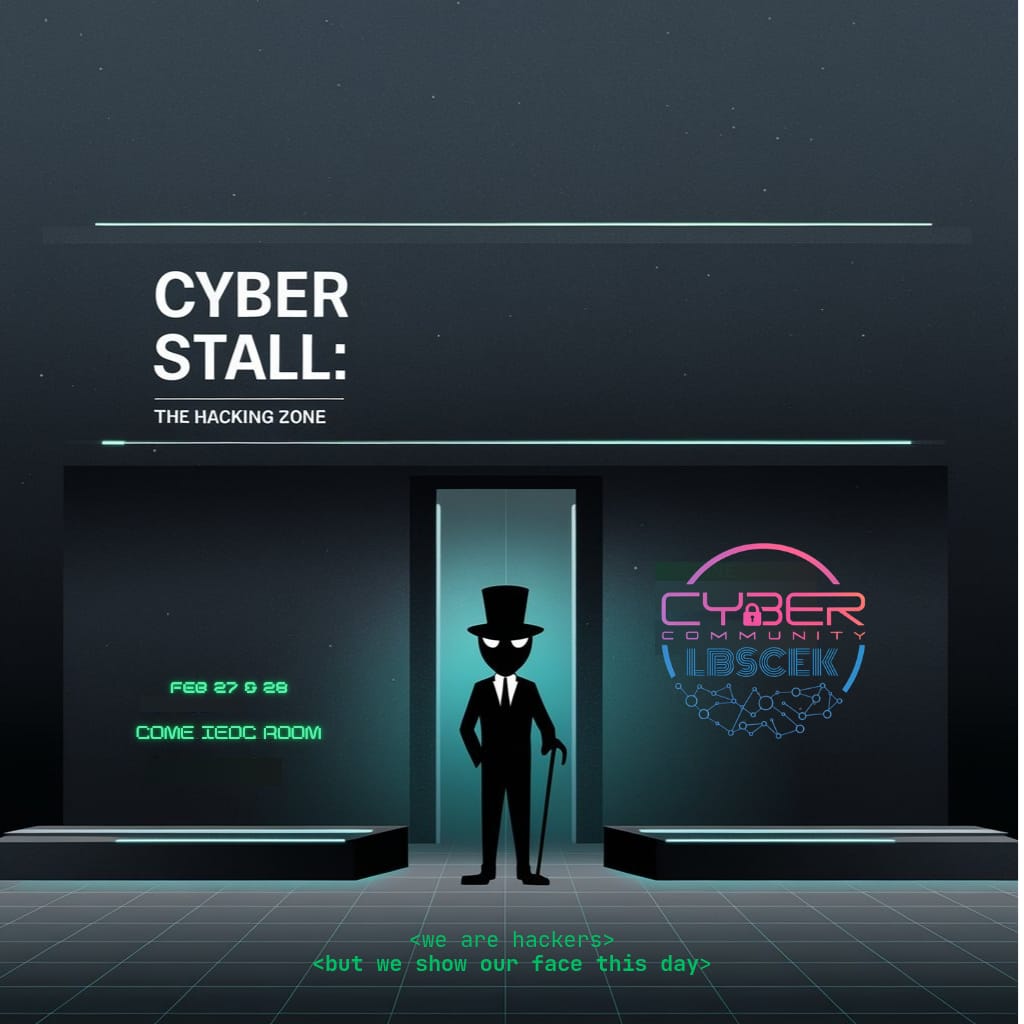 CYBER
STALL:
THE HACKING ZONE
CYBER
COMMUNITY
LBSCEK
FEB 27 & 28
COME IEDC ROOM
<we are hackers>
<but we show our face this day>